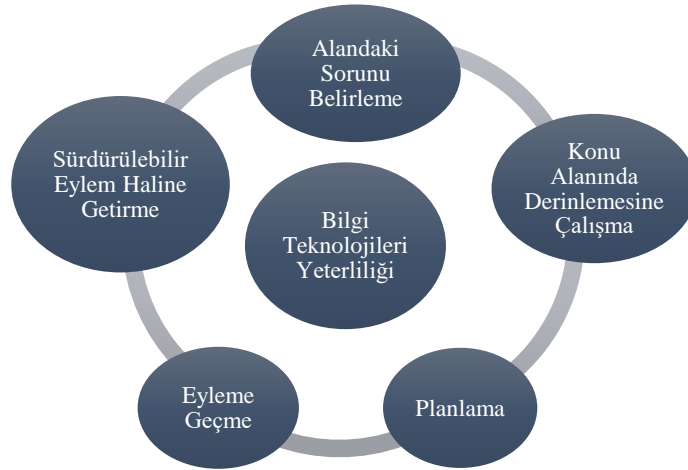 Alandaki
Sorunu
Belirleme
Konu
Alanında
Derinlemesine
Çalışma
Planlama
Eyleme
Geçme
Sürdürülebilir
Eylem Haline
Getirme
Bilgi
Teknolojileri
Yeterliliği